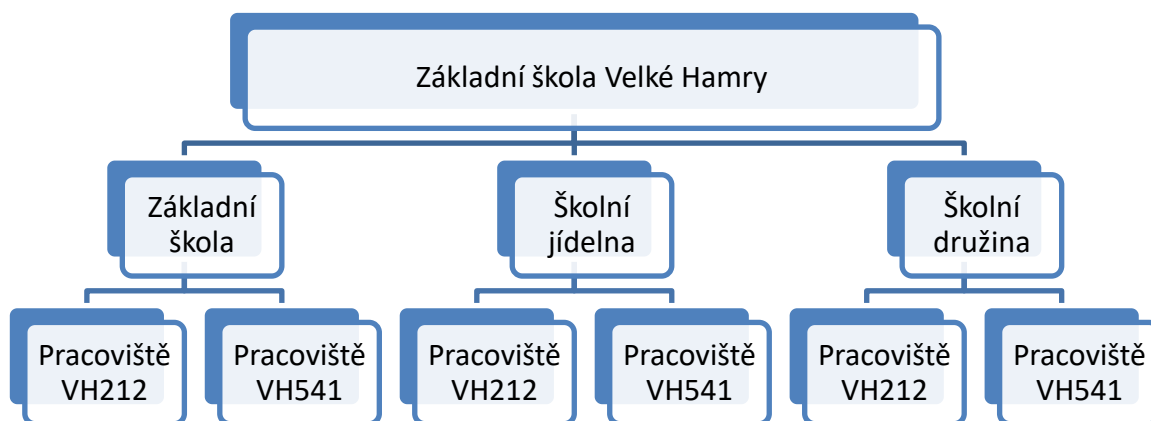 Základní škola Velké Hamry
Základní
škola
Školní
jídelna
Školní
družina
Pracoviště
VH212
Pracoviště
VH541
Pracoviště
VH212
Pracoviště
VH541
Pracoviště
VH212
Pracoviště
VH541